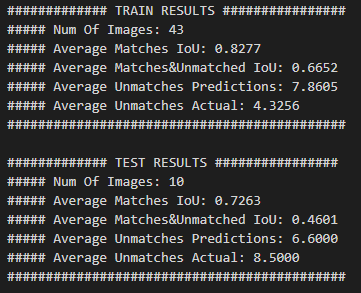 ############# TRAIN RESULTS ################
##### Num Of Images: 43
##### Average Matches IoU: 0.8277
##### Average Matches&Unmatched IoU: 0.6652
##### Average Unmatches Predictions: 7.8605
##### Average Unmatches Actual: 4.3256
############################################
############# TEST RESULTS ################
##### Num Of Images: 10
##### Average Matches IoU: 0.7263
##### Average Matches&Unmatched IoU: 0.4601
##### Average Unmatches Predictions: 6.6000
##### Average Unmatches Actual: 8.5000
############################################